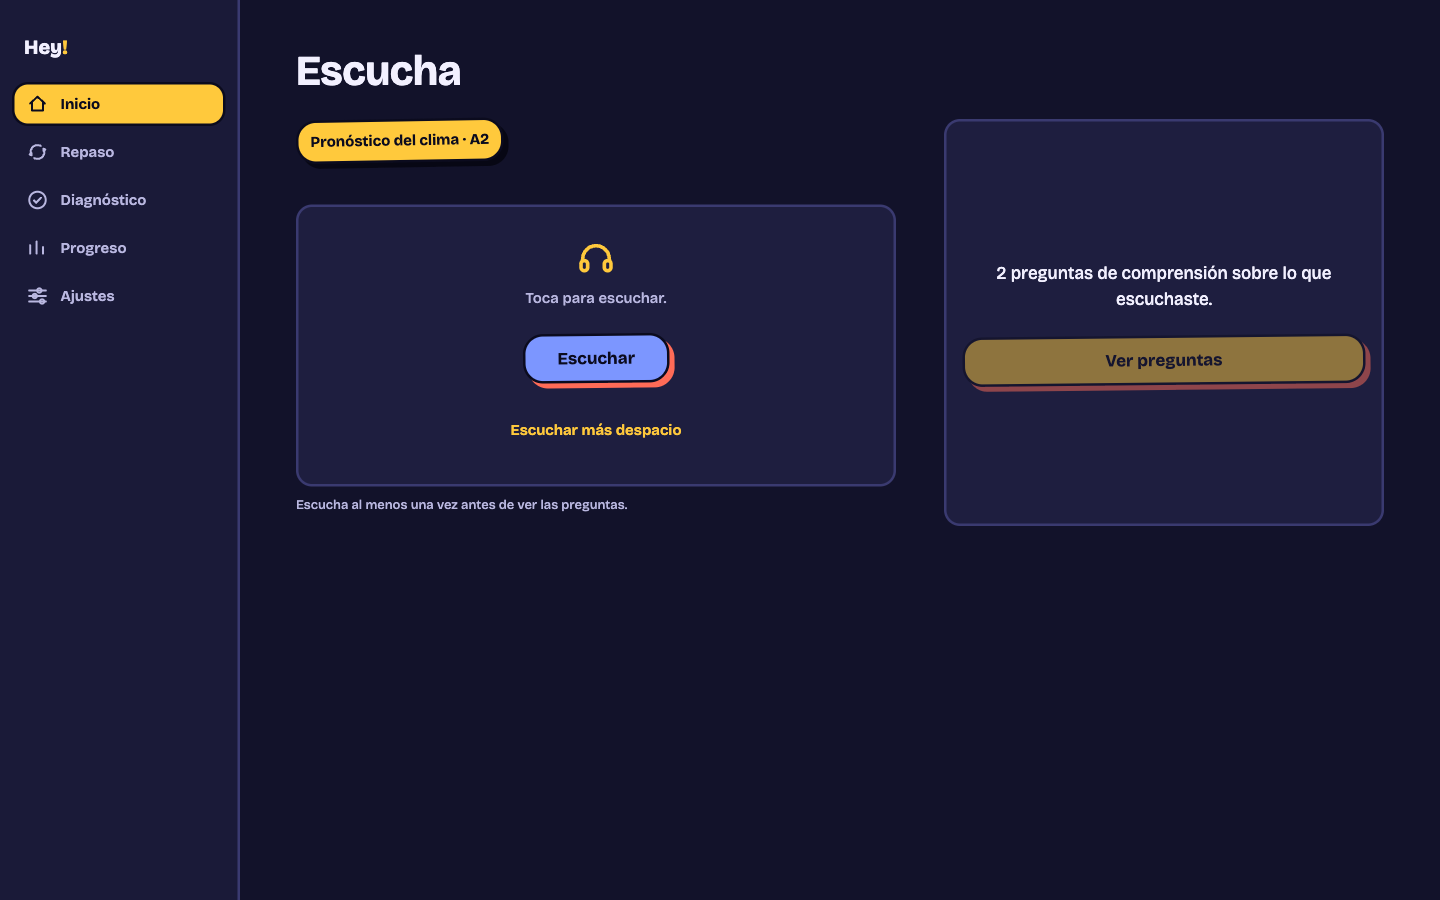 Hey!
Inicio
Repaso
Diagnóstico
Progreso
Ajustes
Escucha
Pronóstico del clima · A2
Toca para escuchar.
Escuchar
Escuchar más despacio
Escucha al menos una vez antes de ver las preguntas.
2 preguntas de comprensión sobre lo que
escuchaste.
Ver preguntas